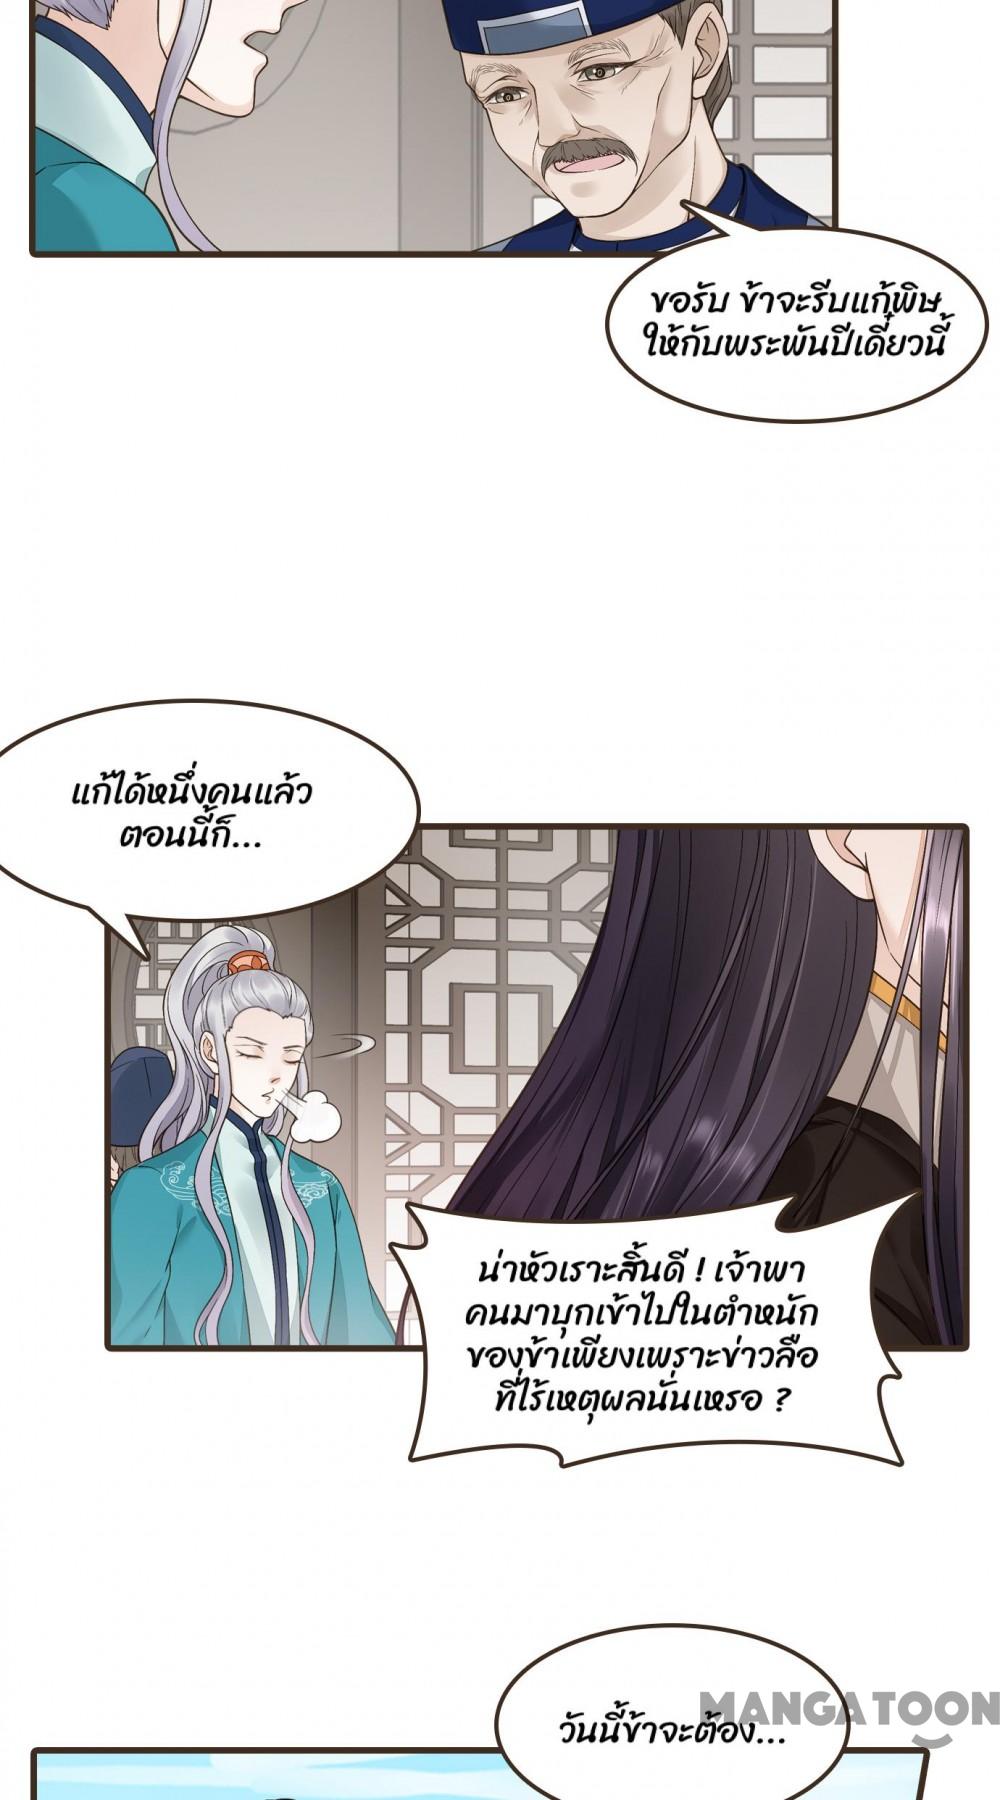 ขอรับ ข้าจะรีบแก้พิษ
ให้กับพระพันปีเดี๋ยวนี้
แก้ได้หนึ่งคนแล้ว
ตอนนี้ก็...
น่าหัวเราะสิ้นดี ! เจ้าพา
คนมาบุกเข้าไปในตำหนัก
ของข้าเพียงเพราะข่าวลือ
ที่ไร้เหตุผลนั่นเหรอ ?
วันนี้ข้าจะต้อง...
MANGATOON